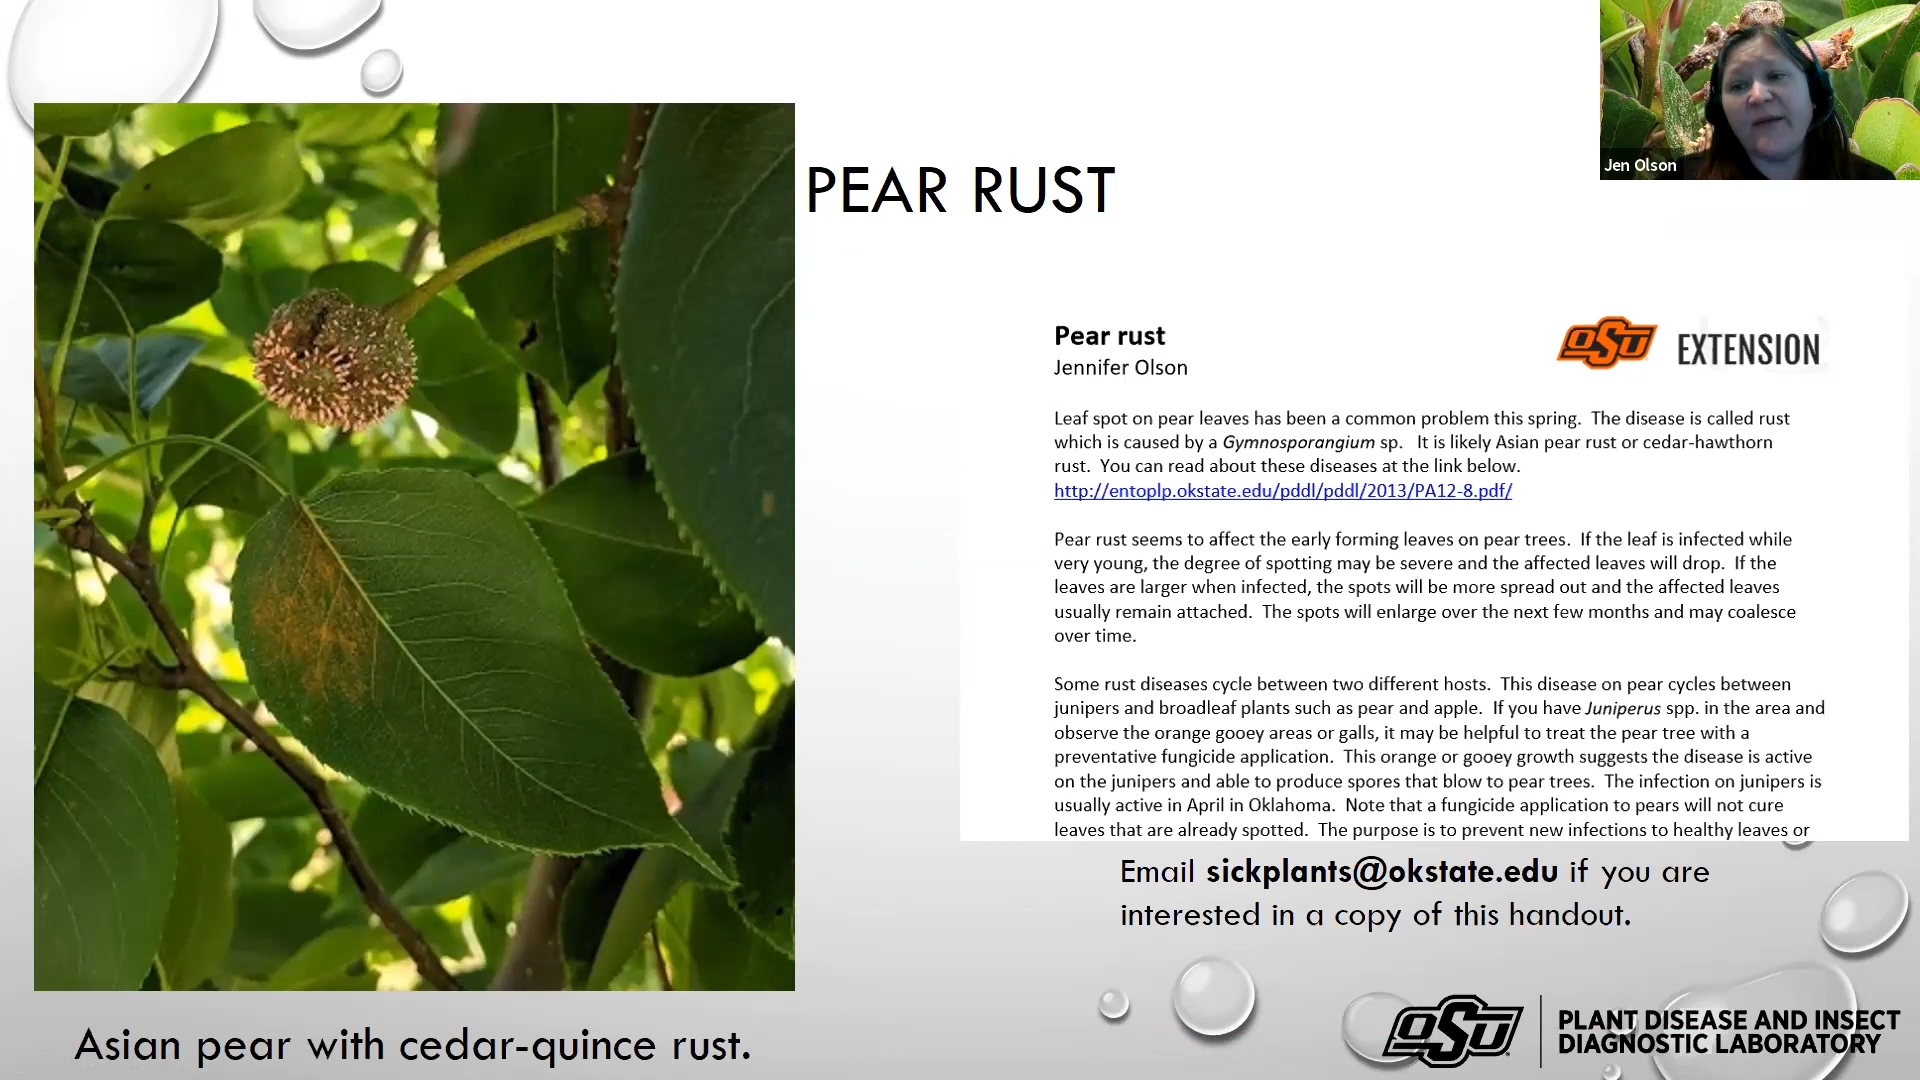 Jen Olson
PEAR RUST
Pear rust
Jennifer Olson
OSU EXTENSION
Leaf spot on pear leaves has been a common problem this spring. The disease is called rust
which is caused by a Gymnosporangium sp. It is likely Asian pear rust or cedar-hawthorn
rust. You can read about these diseases at the link below.
http://entoplp.okstate.edu/pddl/pddl/2013/PA12-8.pdf/
Pear rust seems to affect the early forming leaves on pear trees. If the leaf is infected while
very young, the degree of spotting may be severe and the affected leaves will drop. If the
leaves are larger when infected, the spots will be more spread out and the affected leaves
usually remain attached. The spots will enlarge over the next few months and may coalesce
over time.
Some rust diseases cycle between two different hosts. This disease on pear cycles between
junipers and broadleaf plants such as pear and apple. If you have Juniperus spp. in the area and
observe the orange gooey areas or galls, it may be helpful to treat the pear tree with a
preventative fungicide application. This orange or gooey growth suggests the disease is active
on the junipers and able to produce spores that blow to pear trees. The infection on junipers is
usually active in April in Oklahoma. Note that a fungicide application to pears will not cure
leaves that are already spotted. The purpose is to prevent new infections to healthy leaves or
Email sickplants@okstate.edu if you are
interested in a copy of this handout.
Asian pear with cedar-quince rust.
OSU
PLANT DISEASE AND INSECT
DIAGNOSTIC LABORATORY